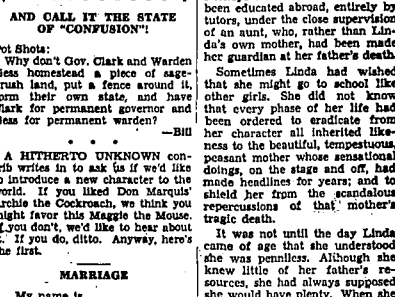 AND CALL IT THE STATE
OF "CONFUSION"!
Pot Shots:
Why don't Gov. Clark and Warden
Gess homestead a piece of sage-
brush land, put a fence around it,
form their own state, and have
Clark for permanent governor and
Gess for permanent warden?
—Bill
A HITHERTO UNKNOWN con-
trib writes in to ask us if we'd like
to introduce a new character to the
world. If you liked Don Marquis'
Archie the Cockroach, we think you
might favor this Maggie the Mouse.
If you don't, we'd like to hear about
it. If you do, ditto. Anyway, here's
the first.
MARRIAGE
My name is
been educated abroad, entirely by
tutors, under the close supervision
of an aunt, who, rather than Lin-
da's own mother, had been made
her guardian at her father's death.
Sometimes Linda had wished
that she might go to school like
other girls. She did not know
that every phase of her life had
been ordered to eradicate from
her character all inherited like-
ness to the beautiful, tempestuous,
peasant mother whose sensational
doings, on the stage and off, had
made headlines for years; and to
shield her from the scandalous
repercussions of that mother's
tragic death.
It was not until the day Linda
came of age that she understood
she was penniless. Although she
knew little of her father's re-
sources, she had always supposed
she would have plenty. When she